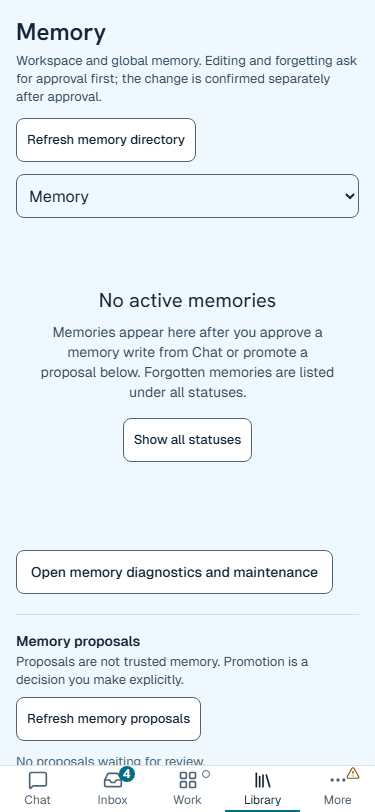 Memory
Workspace and global memory. Editing and forgetting ask
for approval first; the change is confirmed separately
after approval.
Refresh memory directory
Memory
No active memories
Memories appear here after you approve a
memory write from Chat or promote a
proposal below. Forgotten memories are listed
under all statuses.
Show all statuses
Open memory diagnostics and maintenance
Memory proposals
Proposals are not trusted memory. Promotion is a
decision you make explicitly.
Refresh memory proposals
No proposals waiting for review.
4
Chat
Inbox
Work
Library
More